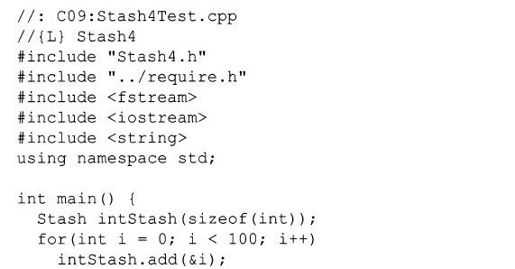 //: C09:Stash4Test.cpp
//{L} Stash4
#include "Stash4.h"
#include "../require.h"
#include <fstream>
#include <iostream>
#include <string>
using namespace std;

int main() {
  Stash intStash(sizeof(int));
  for(int i = 0; i < 100; i++)
    intStash.add(&i);